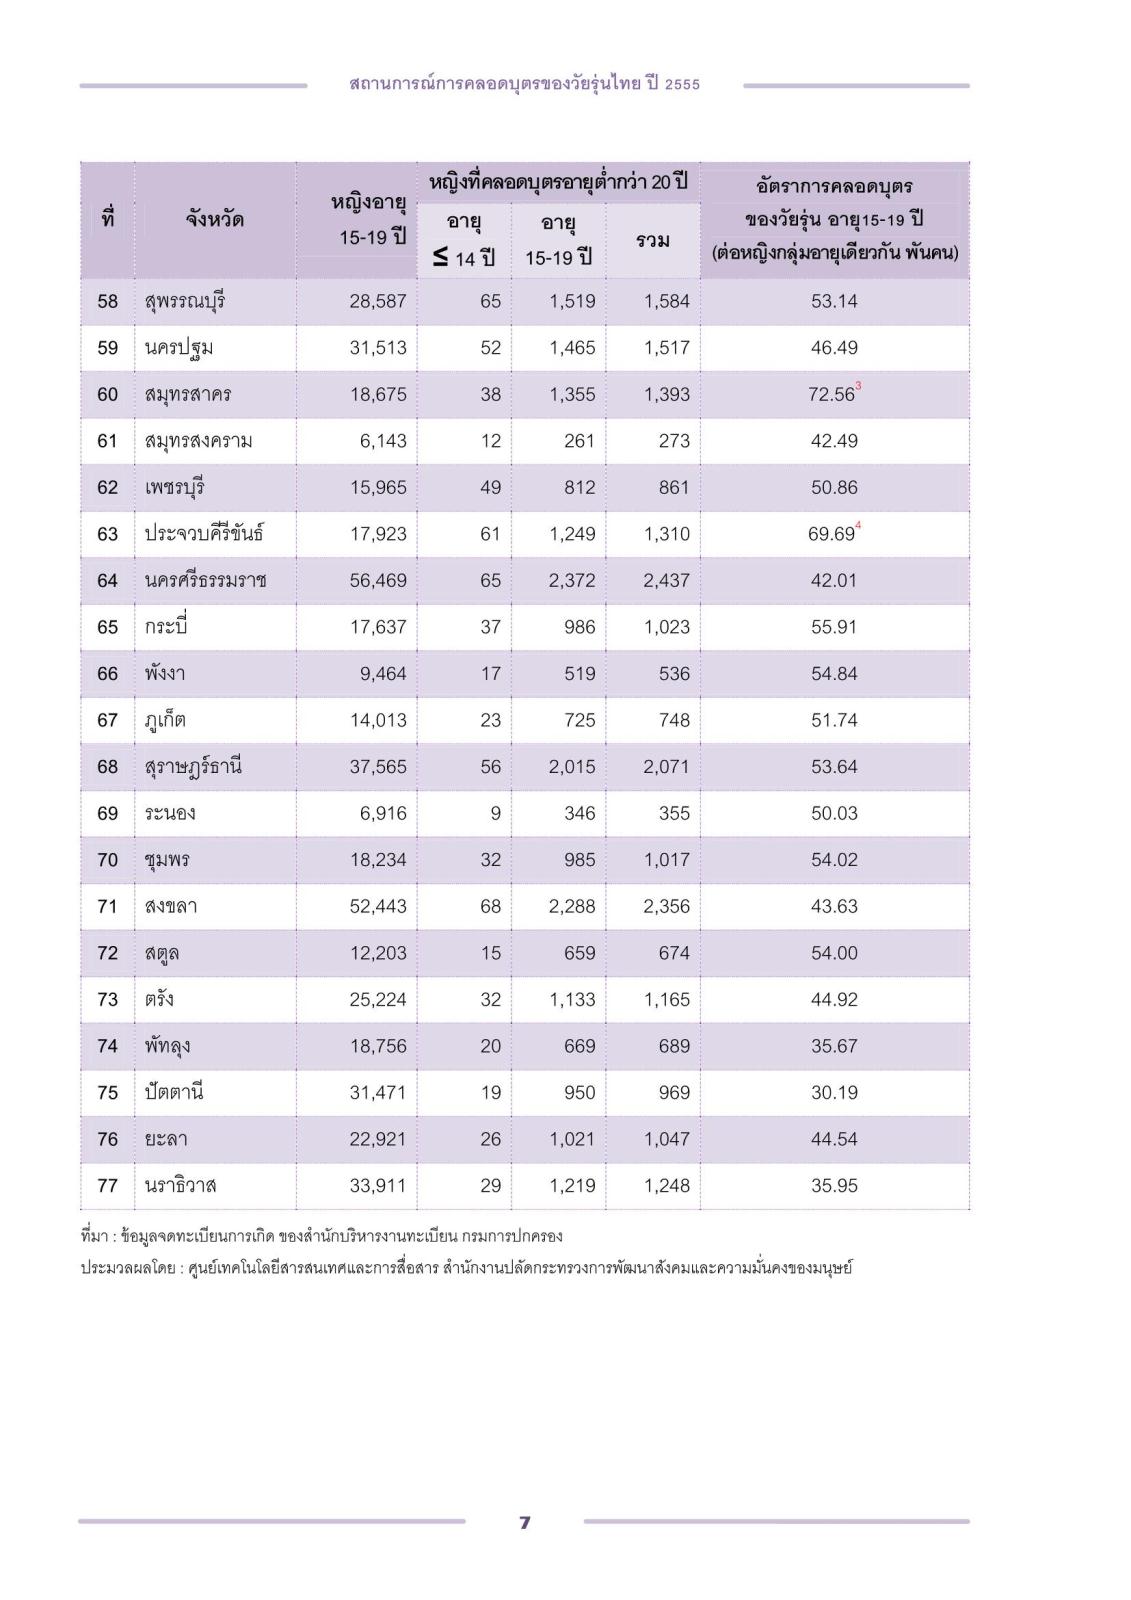 สถานการณ์การคลอดบุตรของวัยรุ่นไทย ปี 2555
ที่ จังหวัด หญิงอายุ 15-19 ปี หญิงที่คลอดบุตรอายุต่ำกว่า 20 ปี อัตราการคลอดบุตร
ของวัยรุ่น อายุ15-19 ปี
(ต่อหญิงกลุ่มอายุเดียวกัน พันคน)
อายุ ≤ 14 ปี อายุ 15-19 ปี รวม
58 สุพรรณบุรี 28,587 65 1,519 1,584 53.14
59 นครปฐม 31,513 52 1,465 1,517 46.49
60 สมุทรสาคร 18,675 38 1,355 1,393 72.56³
61 สมุทรสงคราม 6,143 12 261 273 42.49
62 เพชรบุรี 15,965 49 812 861 50.86
63 ประจวบคีรีขันธ์ 17,923 61 1,249 1,310 69.69⁴
64 นครศรีธรรมราช 56,469 65 2,372 2,437 42.01
65 กระบี่ 17,637 37 986 1,023 55.91
66 พังงา 9,464 17 519 536 54.84
67 ภูเก็ต 14,013 23 725 748 51.74
68 สุราษฎร์ธานี 37,565 56 2,015 2,071 53.64
69 ระนอง 6,916 9 346 355 50.03
70 ชุมพร 18,234 32 985 1,017 54.02
71 สงขลา 52,443 68 2,288 2,356 43.63
72 สตูล 12,203 15 659 674 54.00
73 ตรัง 25,224 32 1,133 1,165 44.92
74 พัทลุง 18,756 20 669 689 35.67
75 ปัตตานี 31,471 19 950 969 30.19
76 ยะลา 22,921 26 1,021 1,047 44.54
77 นราธิวาส 33,911 29 1,219 1,248 35.95
ที่มา : ข้อมูลจดทะเบียนการเกิด ของสำนักบริหารงานทะเบียน กรมการปกครอง
ประมวลผลโดย : ศูนย์เทคโนโลยีสารสนเทศและการสื่อสาร สำนักงานปลัดกระทรวงการพัฒนาสังคมและความมั่นคงของมนุษย์
7